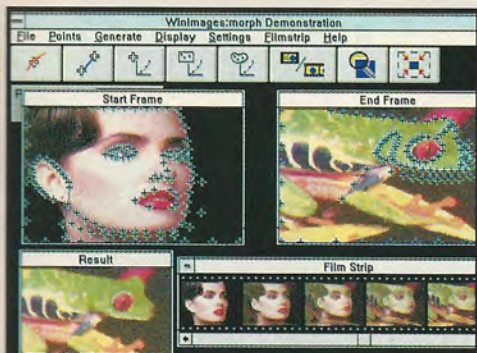 WinImages:morph Demonstration
File Points Generate Display Settings Filmstrip Help
Start Frame
End Frame
Result
Film Strip